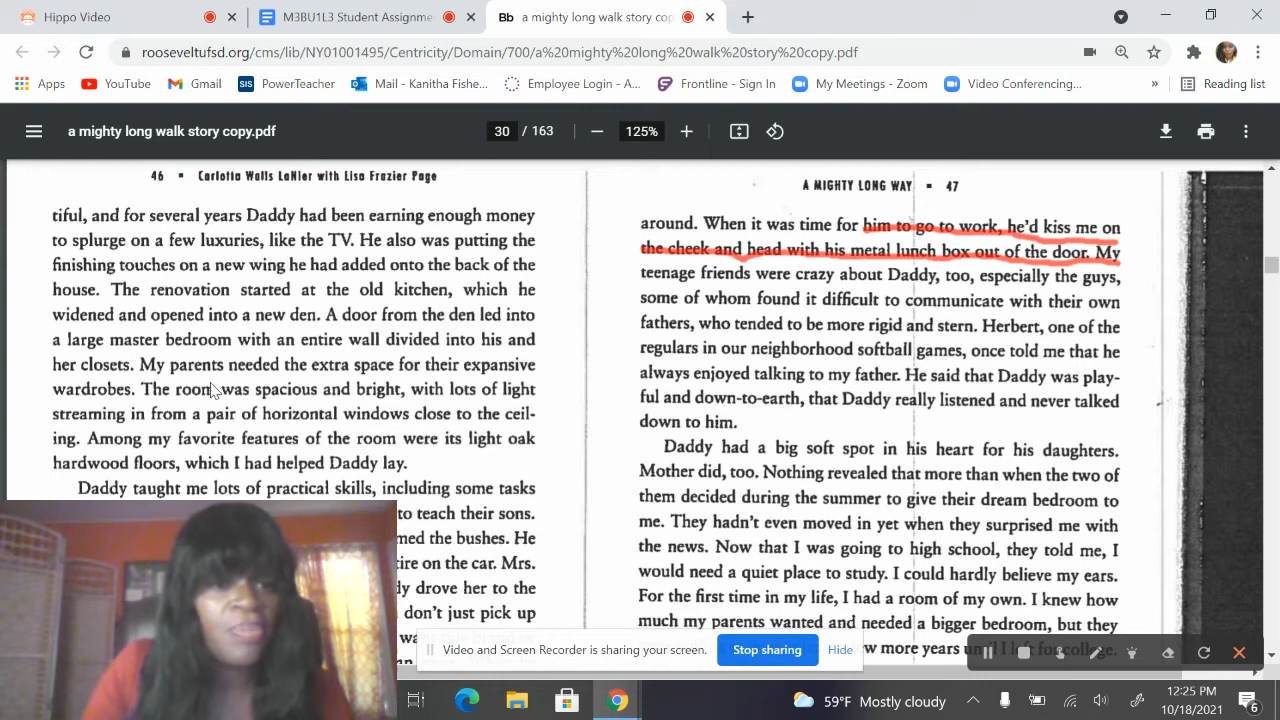 Hippo Video
M3BU1L3 Student Assignme
Bb a mighty long walk story cop
rooseveltufsd.org/cms/lib/NY01001495/Centricity/Domain/700/a%20mighty%20long%20walk%20story%20copy.pdf
Apps YouTube Gmail SIS PowerTeacher Mail - Kanitha Fishe... Employee Login - A... Frontline - Sign In My Meetings - Zoom Video Conferencing... » Reading list
a mighty long walk story copy.pdf 30 / 163 125%
46 ▪ Carlotta Walls LaNier with Lisa Frazier Page
tiful, and for several years Daddy had been earning enough money
to splurge on a few luxuries, like the TV. He also was putting the
finishing touches on a new wing he had added onto the back of the
house. The renovation started at the old kitchen, which he
widened and opened into a new den. A door from the den led into
a large master bedroom with an entire wall divided into his and
her closets. My parents needed the extra space for their expansive
wardrobes. The room was spacious and bright, with lots of light
streaming in from a pair of horizontal windows close to the ceil-
ing. Among my favorite features of the room were its light oak
hardwood floors, which I had helped Daddy lay.
Daddy taught me lots of practical skills, including some tasks
to teach their sons.
med the bushes. He
tire on the car. Mrs.
dy drove her to the
don't just pick up
A MIGHTY LONG WAY ▪ 47
around. When it was time for him to go to work, he'd kiss me on
the cheek and head with his metal lunch box out of the door. My
teenage friends were crazy about Daddy, too, especially the guys,
some of whom found it difficult to communicate with their own
fathers, who tended to be more rigid and stern. Herbert, one of the
regulars in our neighborhood softball games, once told me that he
always enjoyed talking to my father. He said that Daddy was play-
ful and down-to-earth, that Daddy really listened and never talked
down to him.
Daddy had a big soft spot in his heart for his daughters.
Mother did, too. Nothing revealed that more than when the two of
them decided during the summer to give their dream bedroom to
me. They hadn't even moved in yet when they surprised me with
the news. Now that I was going to high school, they told me, I
would need a quiet place to study. I could hardly believe my ears.
For the first time in my life, I had a room of my own. I knew how
much my parents wanted and needed a bigger bedroom, but they
w more years until I left for college.
Video and Screen Recorder is sharing your screen. Stop sharing Hide
59°F Mostly cloudy
12:25 PM
10/18/2021
6